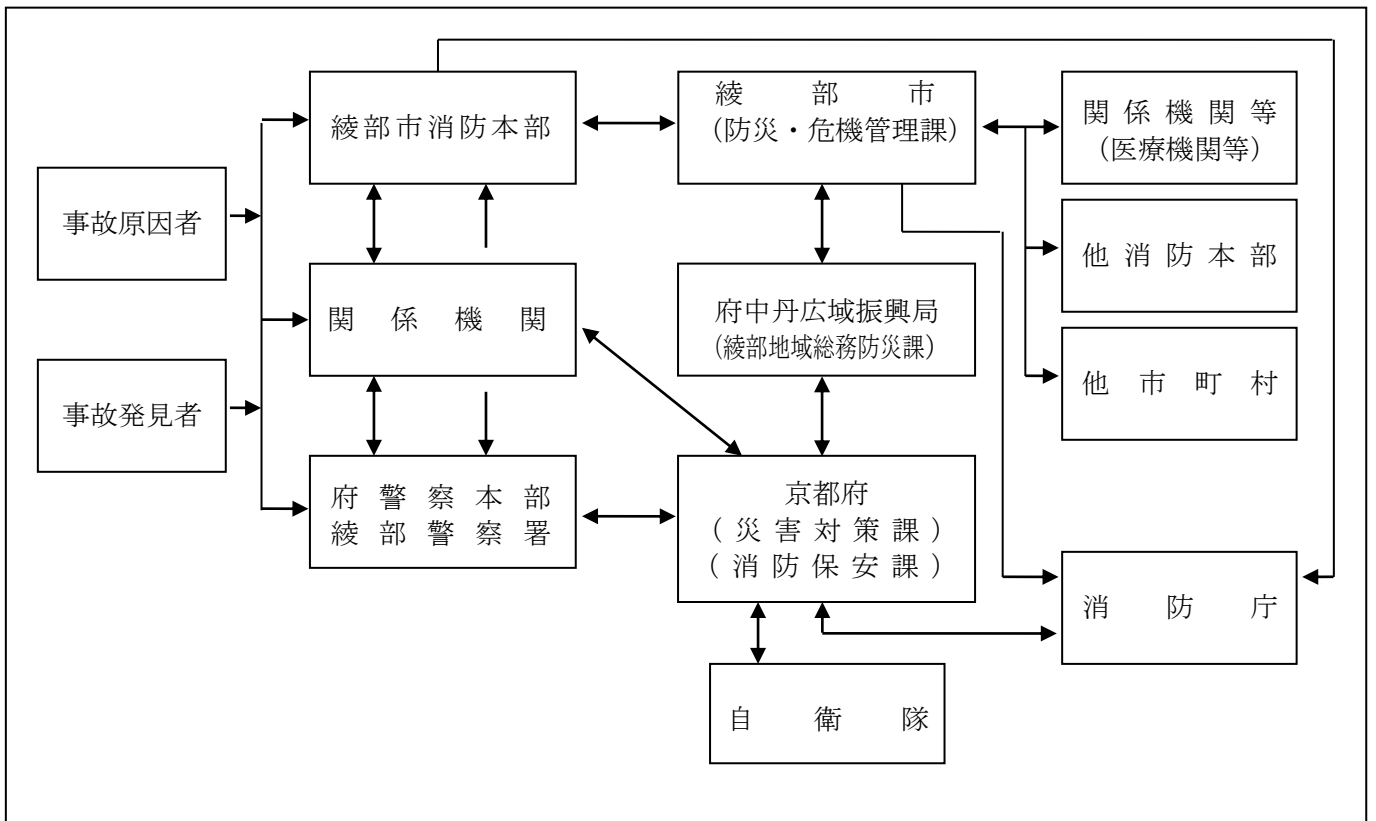 綾部市消防本部
綾部市
（防災・危機管理課）
関係機関等
（医療機関等）
事故原因者
他消防本部
関係機関
府中丹広域振興局
（綾部地域総務防災課）
他市町村
事故発見者
府警察本部
綾部警察署
京都府
（災害対策課）
（消防保安課）
消防庁
自衛隊